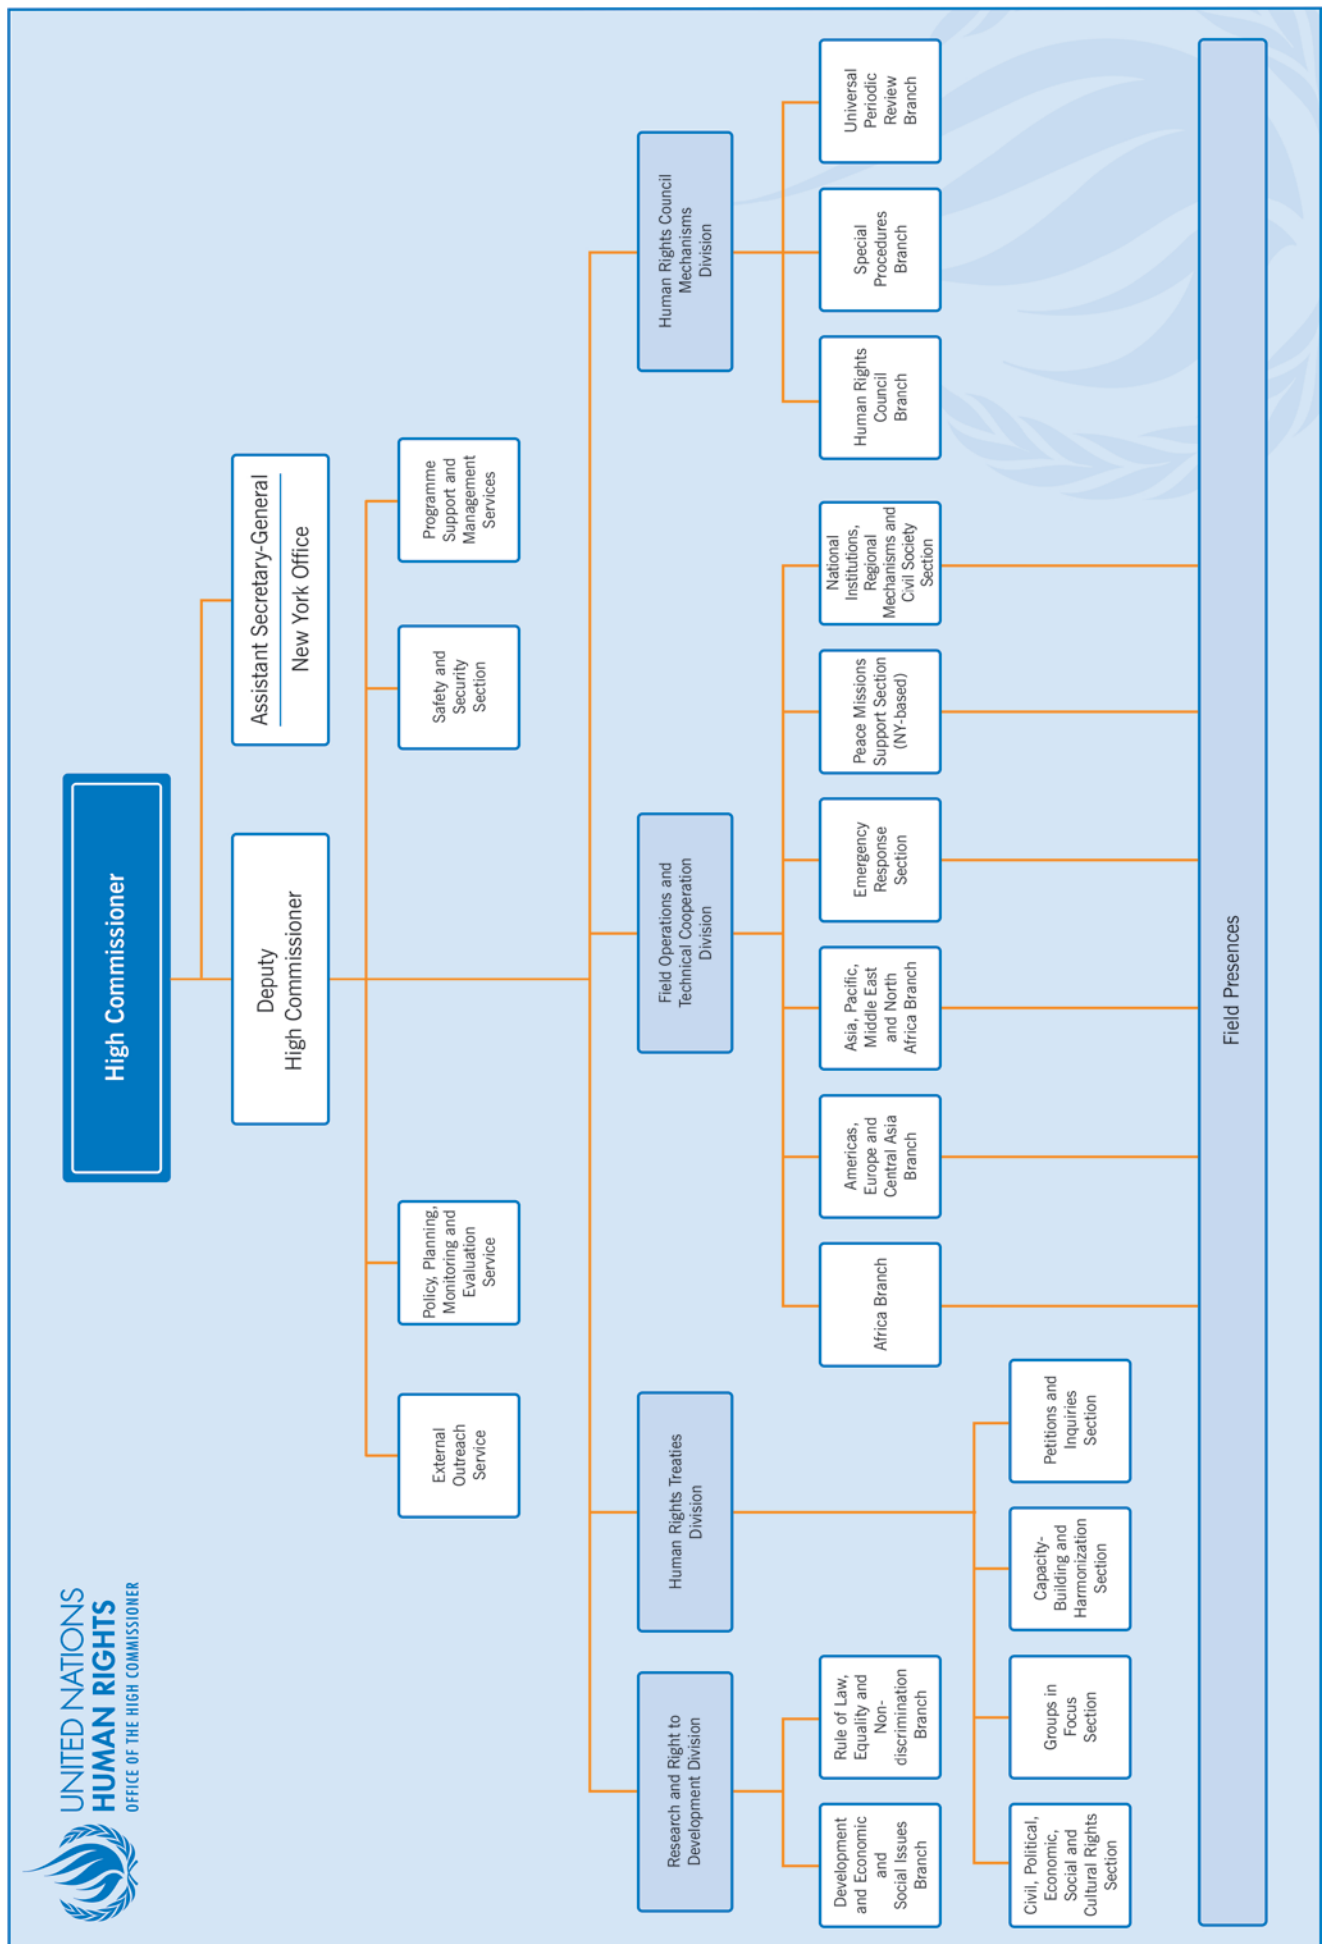 UNITED NATIONS
HUMAN RIGHTS
OFFICE OF THE HIGH COMMISSIONER
High Commissioner
Deputy
High Commissioner
Assistant Secretary-General
New York Office
External
Outreach
Service
Policy, Planning,
Monitoring and
Evaluation
Service
Safety and
Security
Section
Programme
Support and
Management
Services
Research and Right to
Development Division
Human Rights Treaties
Division
Field Operations and
Technical Cooperation
Division
Human Rights Council
Mechanisms
Division
Development
and Economic
and
Social Issues
Branch
Rule of Law,
Equality and
Non-
discrimination
Branch
Africa Branch
Americas,
Europe and
Central Asia
Branch
Asia, Pacific,
Middle East
and North
Africa Branch
Emergency
Response
Section
Peace Missions
Support Section
(NY-based)
National
Institutions,
Regional
Mechanisms and
Civil Society
Section
Human Rights
Council
Branch
Special
Procedures
Branch
Universal
Periodic
Review
Branch
Civil, Political,
Economic,
Social and
Cultural Rights
Section
Groups in
Focus
Section
Capacity-
Building and
Harmonization
Section
Petitions and
Inquiries
Section
Field Presences